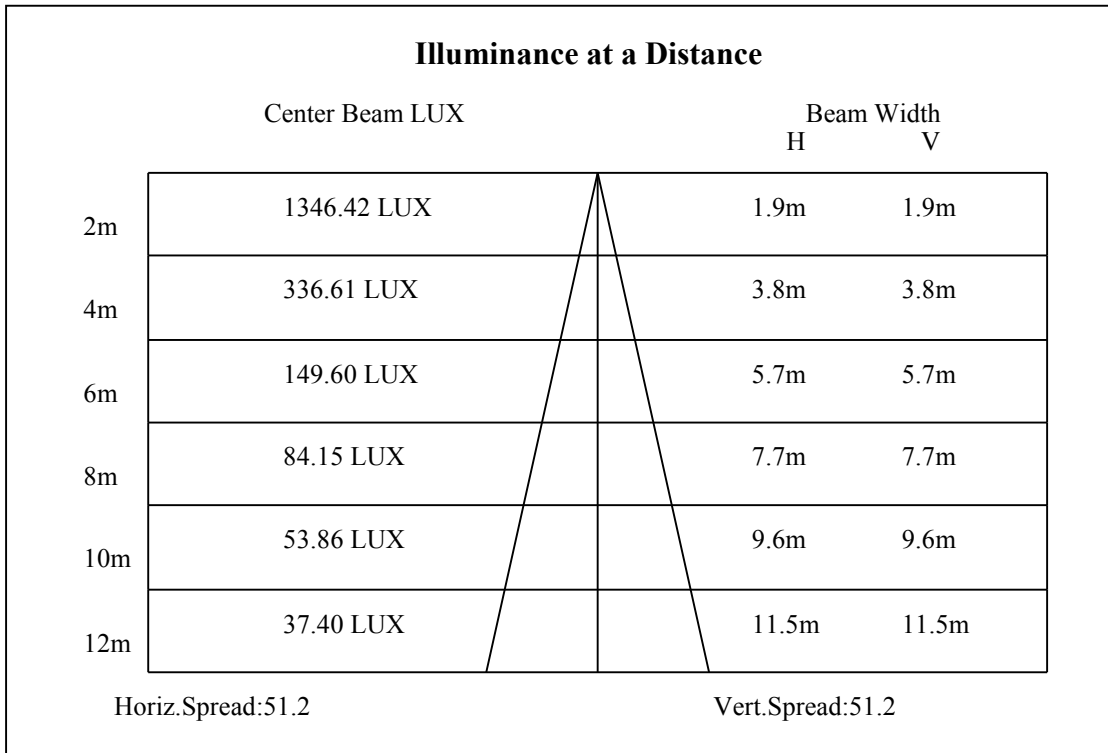 Illuminance at a Distance
Center Beam LUX Beam Width
H V
2m 1346.42 LUX 1.9m 1.9m
4m 336.61 LUX 3.8m 3.8m
6m 149.60 LUX 5.7m 5.7m
8m 84.15 LUX 7.7m 7.7m
10m 53.86 LUX 9.6m 9.6m
12m 37.40 LUX 11.5m 11.5m
Horiz.Spread:51.2 Vert.Spread:51.2